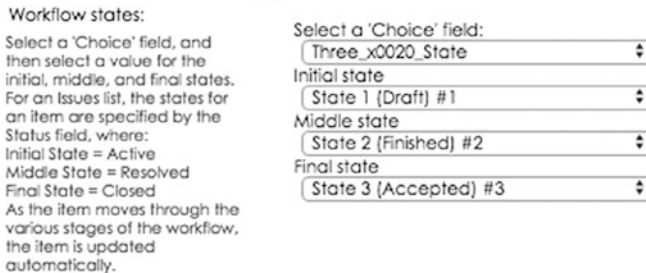 Workflow states:
Select a 'Choice' field, and
then select a value for the
initial, middle, and final states.
For an Issues list, the states for
an item are specified by the
Status field, where:
Initial State = Active
Middle State = Resolved
Final State = Closed
As the item moves through the
various stages of the workflow,
the item is updated
automatically.
Select a 'Choice' field:
Three_x0020_State
Initial state
State 1 (Draft) #1
Middle state
State 2 (Finished) #2
Final state
State 3 (Accepted) #3